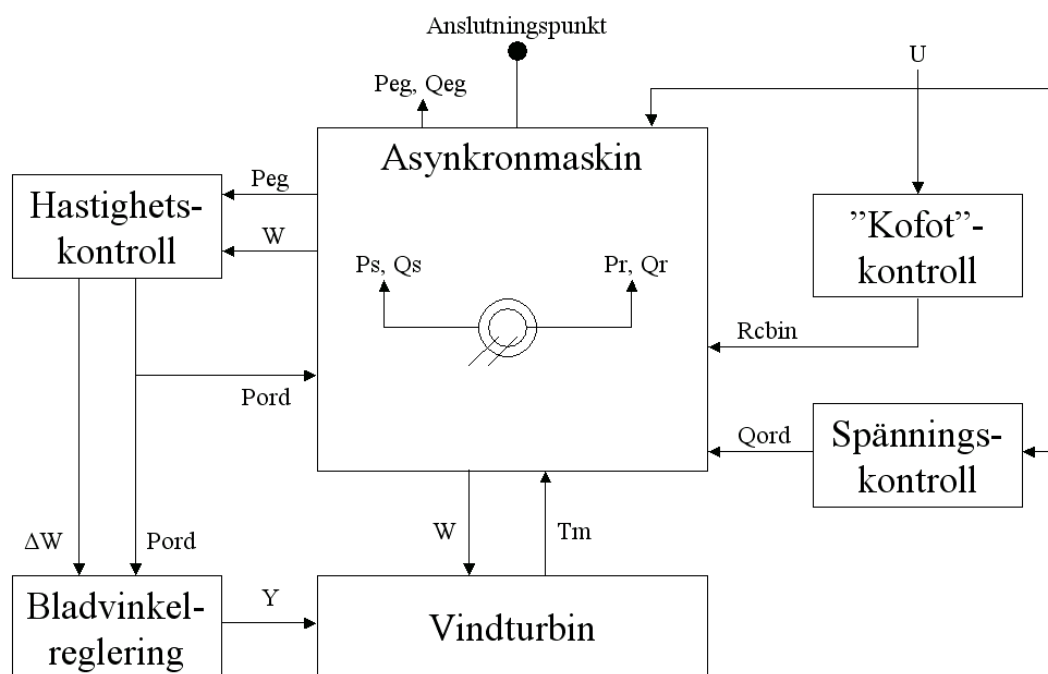 Anslutningspunkt
U
Peg, Qeg
Asynkronmaskin
Peg
Hastighets-
kontroll
W
”Kofot”-
kontroll
Ps, Qs
Pr, Qr
Rcbin
Pord
Qord
Spännings-
kontroll
ΔW
Pord
W
Tm
Bladvinkel-
reglering
Y
Vindturbin